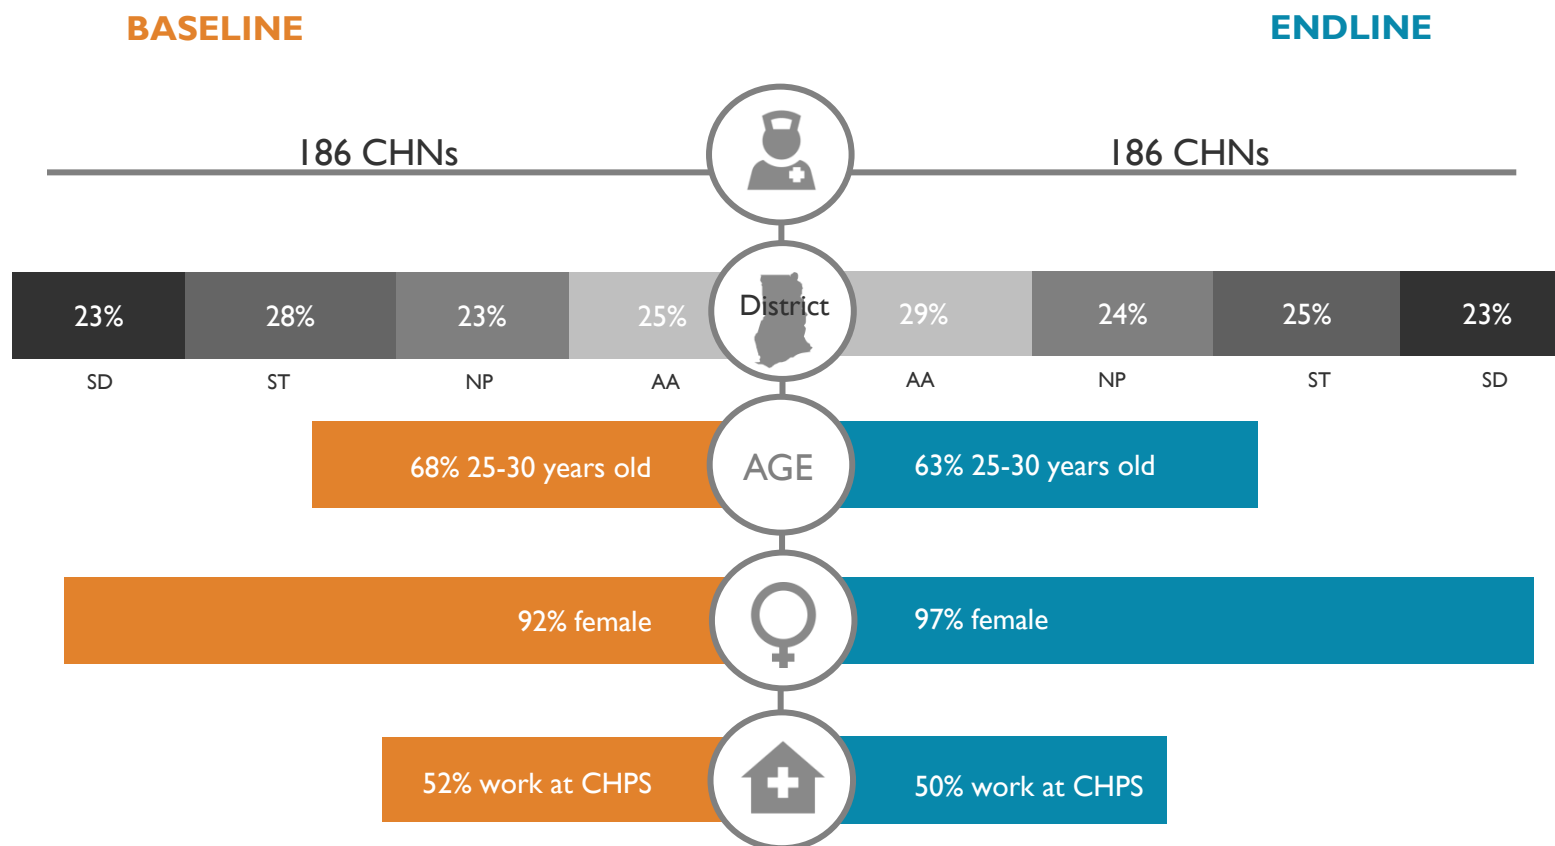 BASELINE
ENDLINE
186 CHNs
186 CHNs
23%
28%
23%
25%
District
29%
24%
25%
23%
SD
ST
NP
AA
AA
NP
ST
SD
68% 25-30 years old
AGE
63% 25-30 years old
92% female
97% female
52% work at CHPS
50% work at CHPS